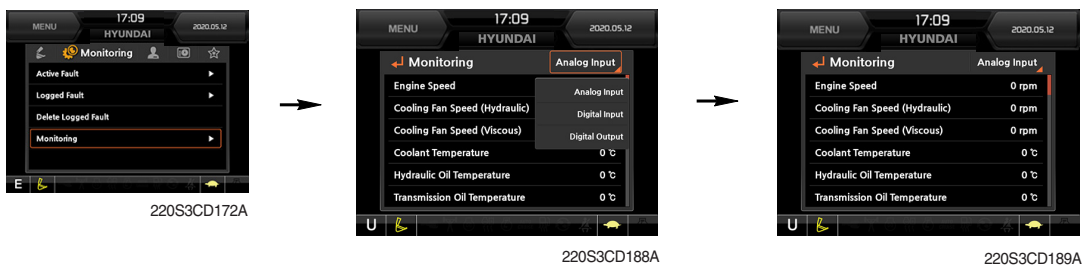 MENU
17:09
2020.05.12
HYUNDAI
Monitoring
Active Fault
Logged Fault
Delete Logged Fault
Monitoring
E
220S3CD172A
MENU
17:09
2020.05.12
HYUNDAI
Monitoring
Analog Input
Engine Speed
Analog Input
Cooling Fan Speed (Hydraulic)
Digital Input
Cooling Fan Speed (Viscous)
Digital Output
Coolant Temperature 0 ℃
Hydraulic Oil Temperature 0 ℃
Transmission Oil Temperature 0 ℃
U
220S3CD188A
MENU
17:09
2020.05.12
HYUNDAI
Monitoring
Analog Input
Engine Speed 0 rpm
Cooling Fan Speed (Hydraulic) 0 rpm
Cooling Fan Speed (Viscous) 0 rpm
Coolant Temperature 0 ℃
Hydraulic Oil Temperature 0 ℃
Transmission Oil Temperature 0 ℃
U
220S3CD189A